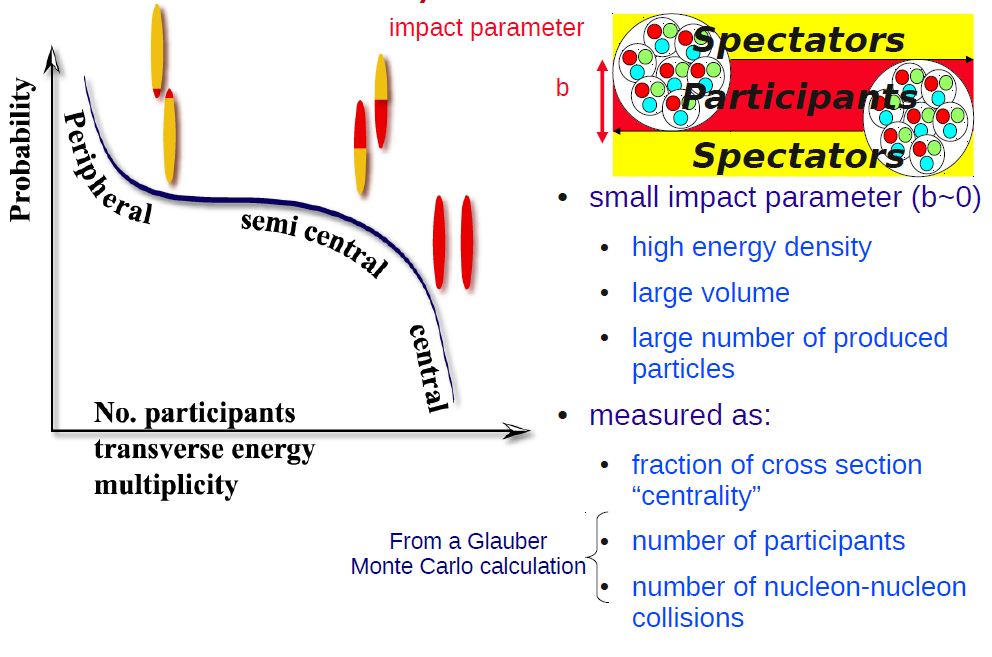 impact parameter
b
Spectators
Participants
Spectators
Probability
Peripheral
semi central
central
No. participants
transverse energy
multiplicity
• small impact parameter (b~0)
• high energy density
• large volume
• large number of produced
particles
• measured as:
• fraction of cross section
“centrality”
From a Glauber
Monte Carlo calculation
• number of participants
• number of nucleon-nucleon
collisions